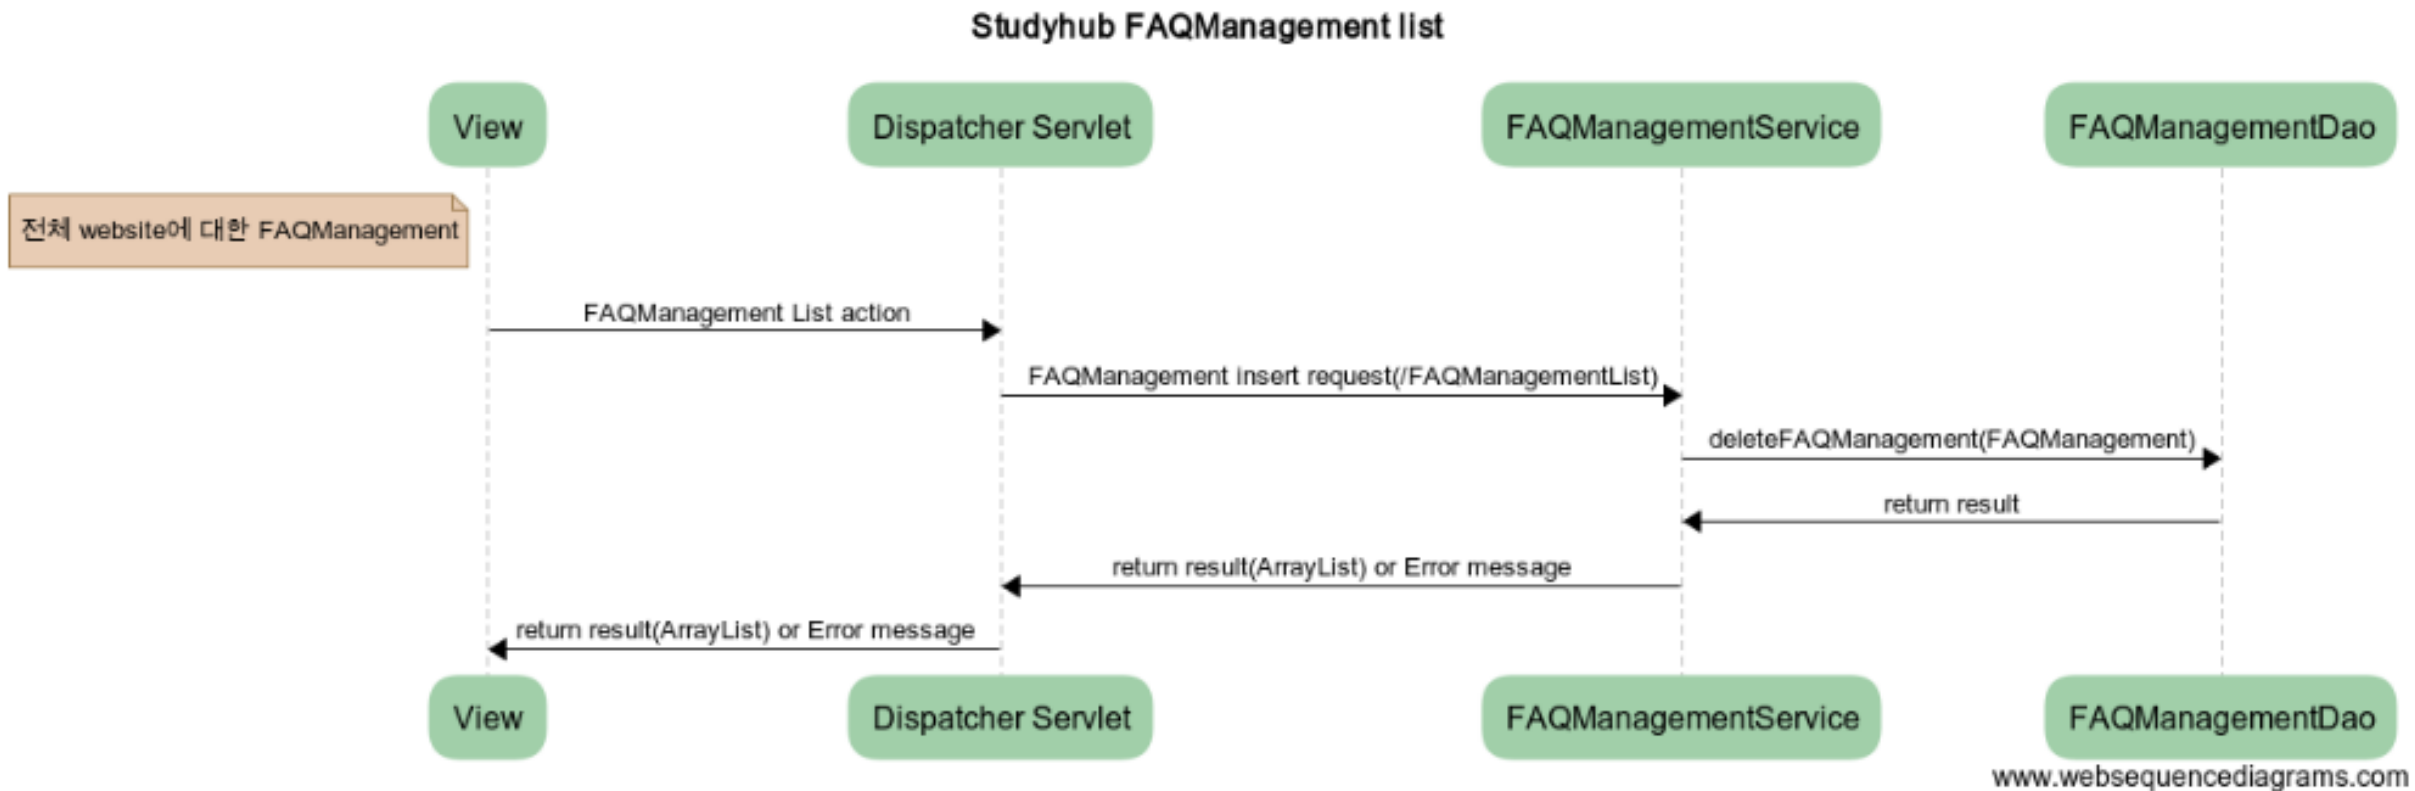 Studyhub FAQManagement list
View
Dispatcher Servlet
FAQManagementService
FAQManagementDao
전체 website에 대한 FAQManagement
FAQManagement List action
FAQManagement insert request(/FAQManagementList)
deleteFAQManagement(FAQManagement)
return result
return result(ArrayList) or Error message
return result(ArrayList) or Error message
View
Dispatcher Servlet
FAQManagementService
FAQManagementDao
www.websequencediagrams.com